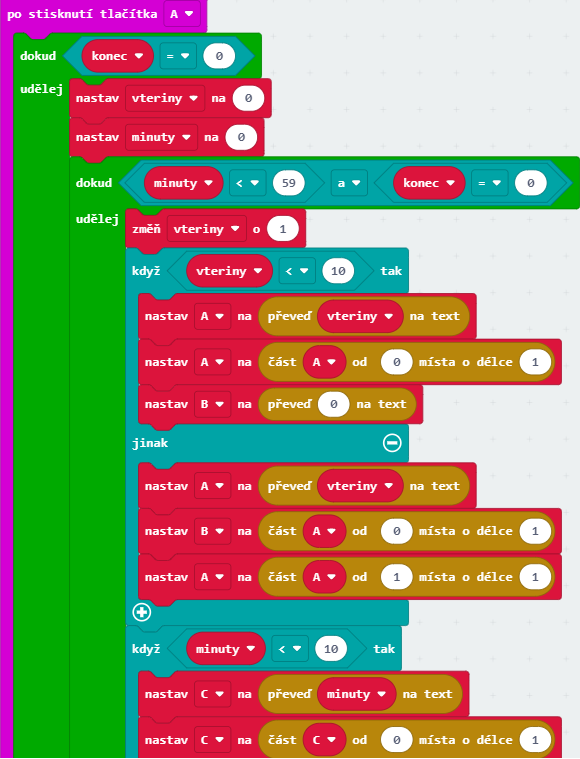 po stisknutí tlačítka A
dokud konec = 0
udělej nastav vteriny na 0
nastav minuty na 0
dokud minuty < 59 a konec = 0
udělej změň vteriny o 1
když vteriny < 10 tak
nastav A na převeď vteriny na text
nastav A na část A od 0 místa o délce 1
nastav B na převeď 0 na text
jinak
nastav A na převeď vteriny na text
nastav B na část A od 0 místa o délce 1
nastav A na část A od 1 místa o délce 1
když minuty < 10 tak
nastav C na převeď minuty na text
nastav C na část C od 0 místa o délce 1